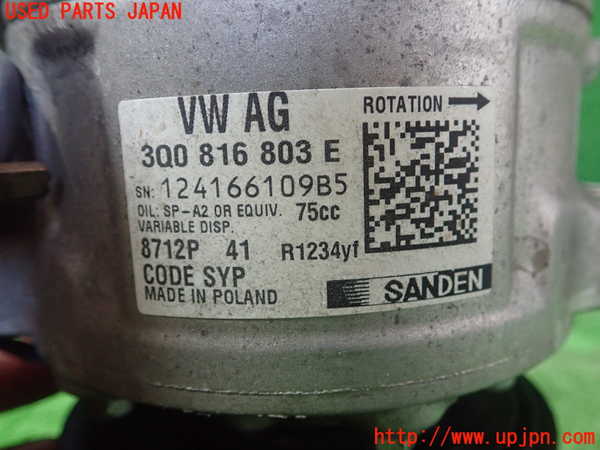 USED PARTS JAPAN
VW AG
ROTATION
3Q0 816 803 E
SN: 124166109B5
OIL: SP-A2 OR EQUIV. 75cc
VARIABLE DISP.
8712P 41 R1234yf
CODE SYP
MADE IN POLAND
SANDEN
http://www.upjpn.com/